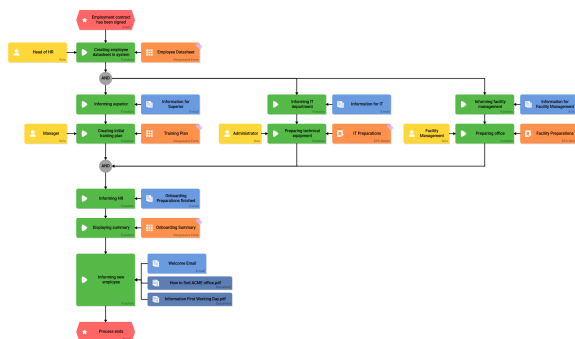 Employment contract
has been signed
Head of HR
Creating employee
datasheet in system
Employee Datasheet
AND
Informing superior
Information for
Superior
Informing IT
department
Information for IT
Informing facility
management
Information for
Facility Management
Manager
Creating initial
training plan
Training Plan
Administrator
Preparing technical
equipment
IT Preparations
Facility
Management
Preparing office
Facility Preparations
AND
Informing HR
Onboarding
Preparations finished
Displaying summary
Onboarding Summary
Informing new
employee
Welcome Email
How to find ACME office.pdf
Information First Working Day.pdf
Process ends